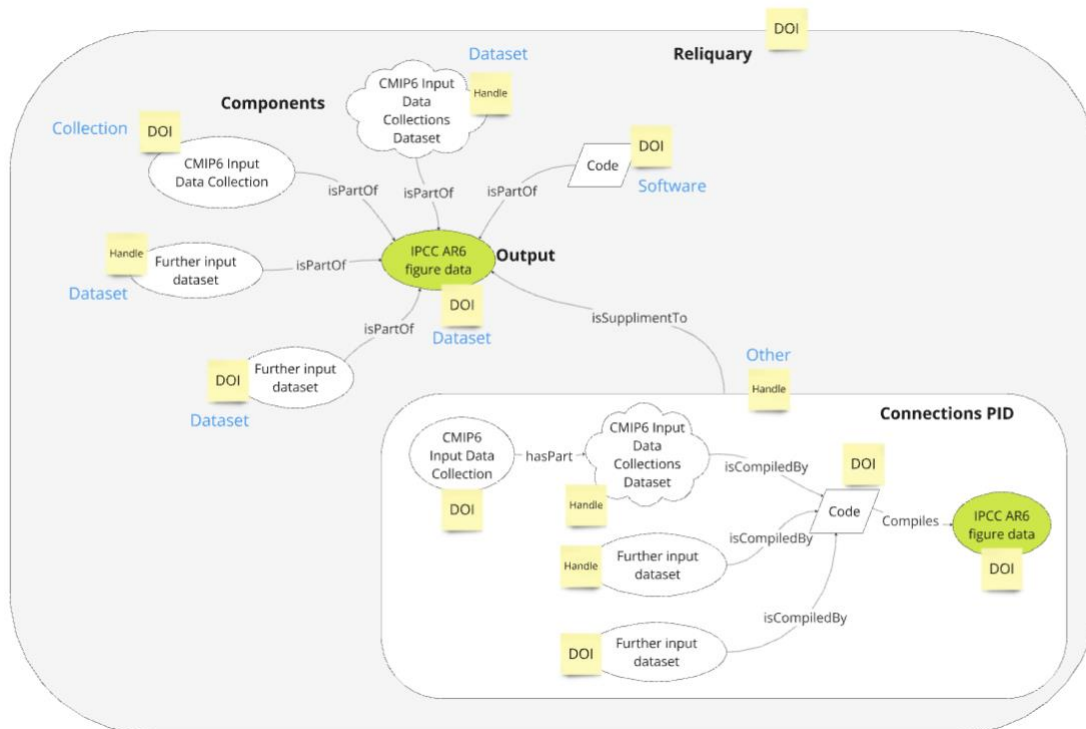 DOI
Reliquary
Dataset
CMIP6 Input
Data
Collections
Dataset
Handle
Components
Collection
DOI
CMIP6 Input
Data Collection
DOI
Code
Software
isPartOf
isPartOf
isPartOf
Handle
Further input
dataset
Dataset
isPartOf
IPCC AR6
figure data
Output
DOI
Dataset
isPartOf
DOI
Further input
dataset
Dataset
isSupplimentTo
Other
Handle
Connections PID
CMIP6
Input Data
Collection
DOI
hasPart
CMIP6 Input
Data
Collections
Dataset
Handle
isCompiledBy
DOI
Code
Compiles
IPCC AR6
figure data
DOI
isCompiledBy
Handle
Further input
dataset
isCompiledBy
DOI
Further input
dataset